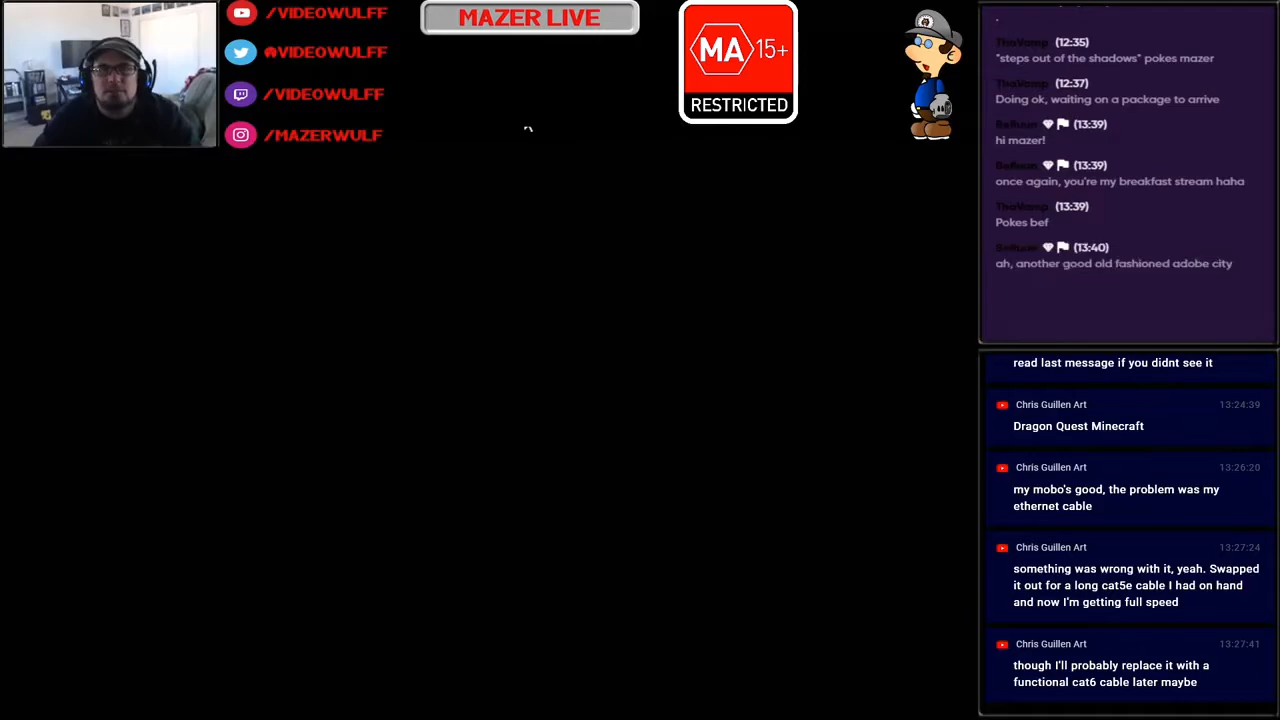 /VIDEOWULFF
@VIDEOWULFF
/VIDEOWULFF
/MAZERWULF
MAZER LIVE
MA 15+
RESTRICTED
ThaVamp (12:35)
*steps out of the shadows* pokes mazer
ThaVamp (12:37)
Doing ok, waiting on a package to arrive
(13:39)
hi mazer!
(13:39)
once again, you're my breakfast stream haha
ThaVamp (13:39)
Pokes bef
(13:40)
ah, another good old fashioned adobe city
read last message if you didnt see it
Chris Guillen Art 13:24:39
Dragon Quest Minecraft
Chris Guillen Art 13:26:20
my mobo's good, the problem was my
ethernet cable
Chris Guillen Art 13:27:24
something was wrong with it, yeah. Swapped
it out for a long cat5e cable I had on hand
and now I'm getting full speed
Chris Guillen Art 13:27:41
though I'll probably replace it with a
functional cat6 cable later maybe